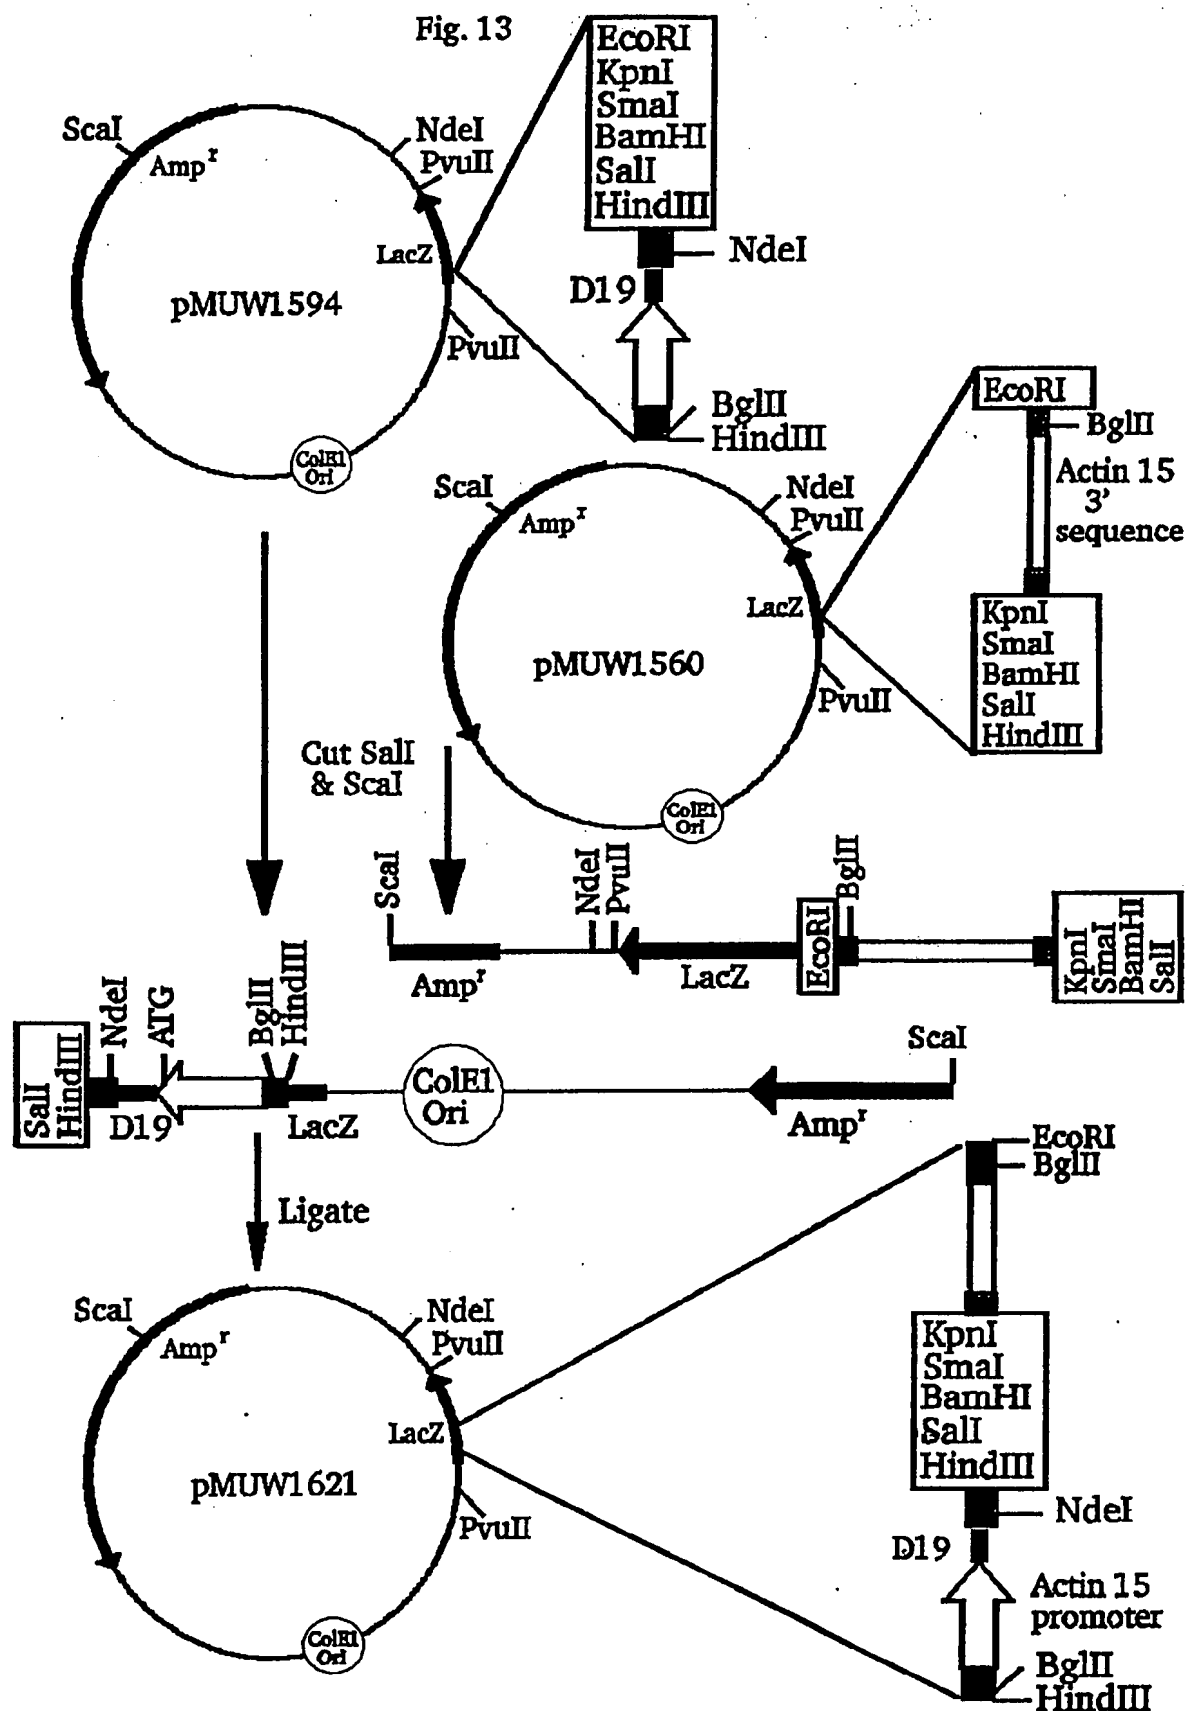 Fig. 13
EcoRI
KpnI
SmaI
BamHI
SalI
HindIII
NdeI
D19
BglII
HindIII
ScaI
Amp^r
NdeI
PvuII
LacZ
pMUW1594
PvuII
ColE1
Ori
EcoRI
BglII
Actin 15
3'
sequence
KpnI
SmaI
BamHI
SalI
HindIII
ScaI
Amp^r
NdeI
PvuII
LacZ
pMUW1560
PvuII
ColE1
Ori
Cut SalI
& ScaI
ScaI
NdeI
PvuII
BglII
EcoRI
Amp^r
LacZ
KpnI
SmaI
BamHI
SalI
SalI
HindIII
NdeI
ATG
BglII
HindIII
D19
LacZ
ColE1
Ori
ScaI
Amp^r
Ligate
EcoRI
BglII
KpnI
SmaI
BamHI
SalI
HindIII
NdeI
D19
Actin 15
promoter
BglII
HindIII
ScaI
Amp^r
NdeI
PvuII
LacZ
pMUW1621
PvuII
ColE1
Ori